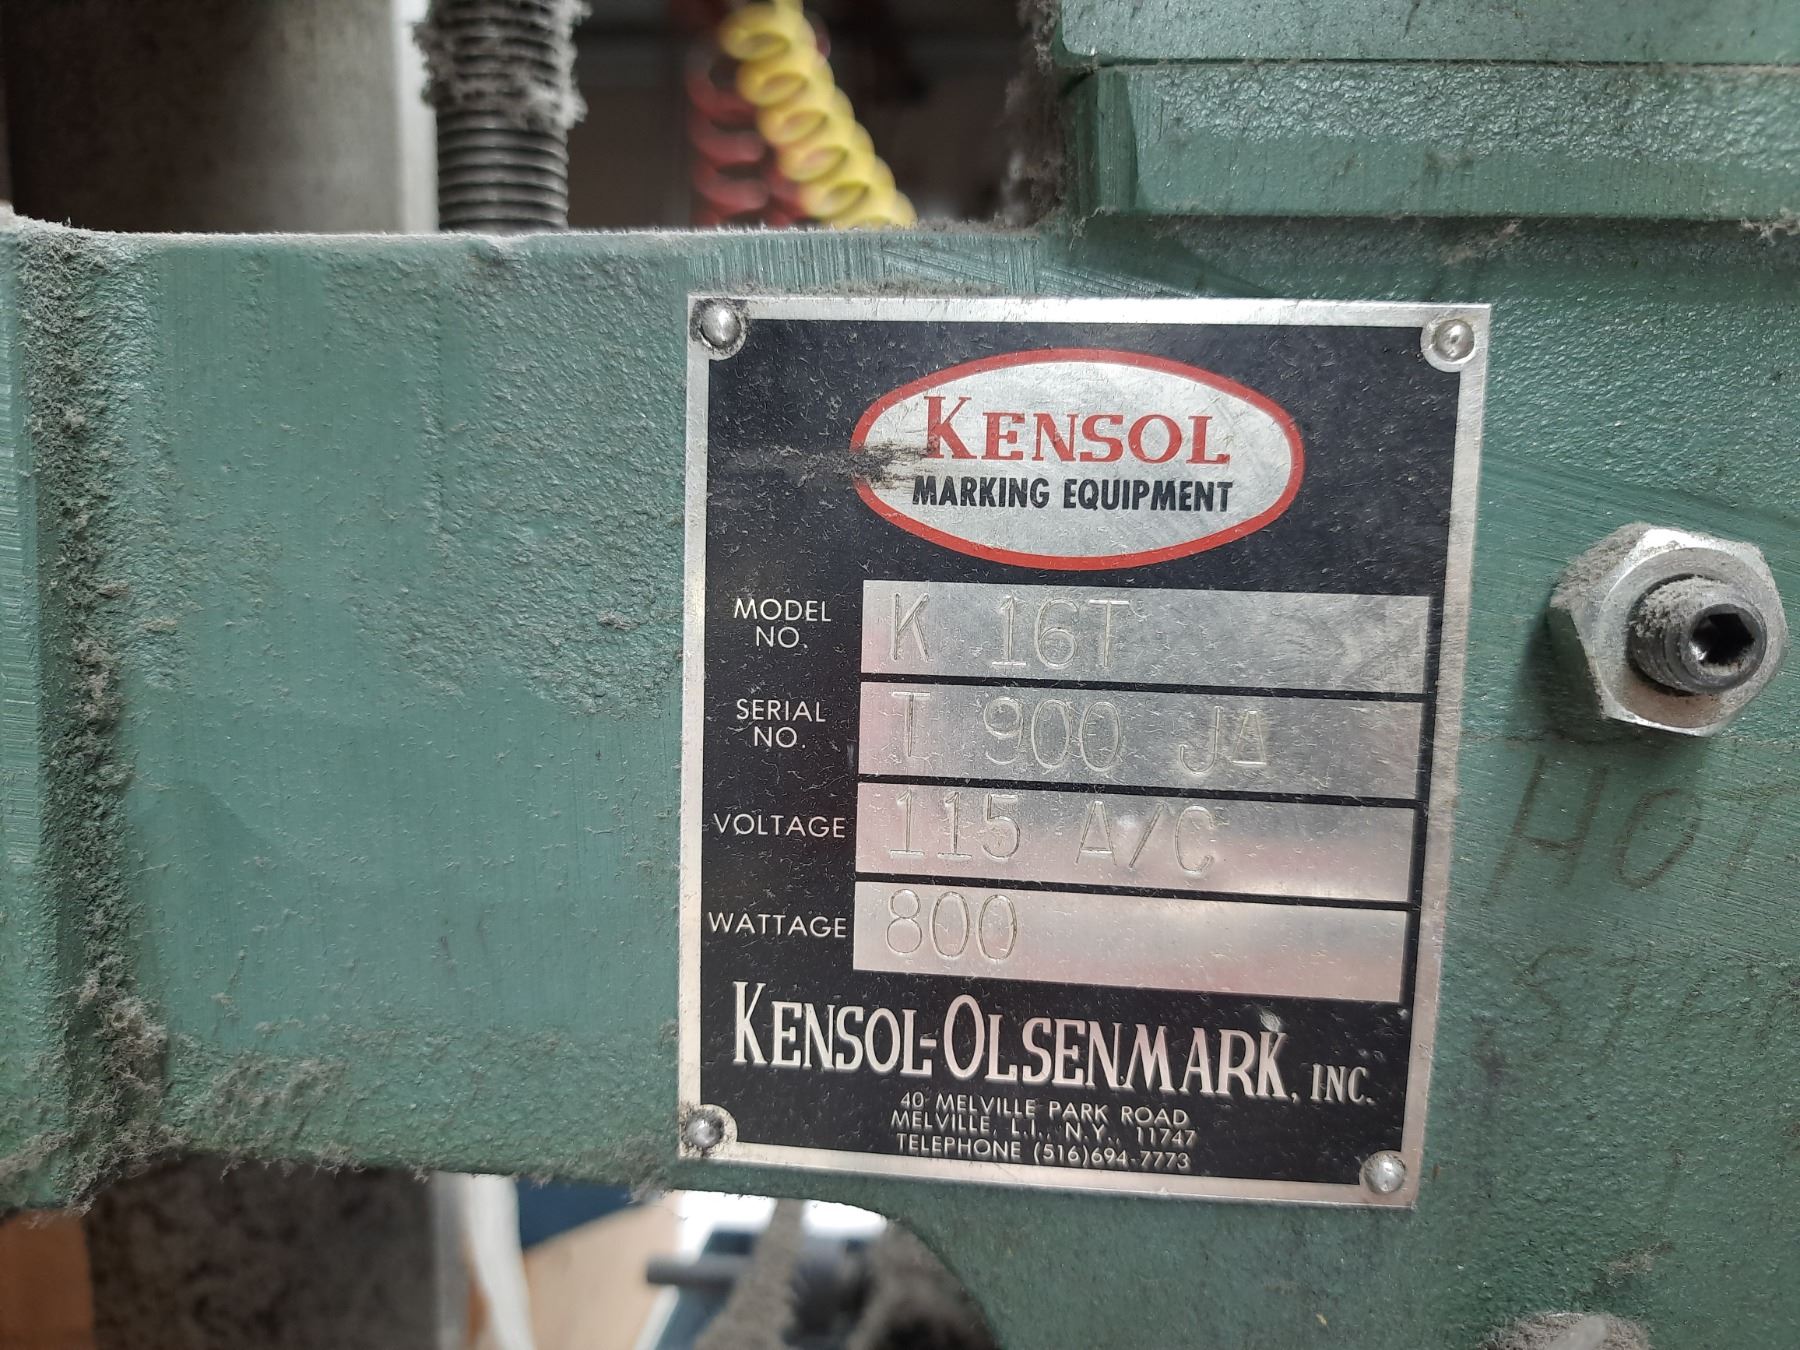 KENSOL
MARKING EQUIPMENT
MODEL NO. K 16T
SERIAL NO. T 900 JA
VOLTAGE 115 A/C
WATTAGE 800
KENSOL-OLSENMARK, INC.
40 MELVILLE PARK ROAD
MELVILLE, L.I., N.Y., 11747
TELEPHONE (516)694-7773
HOT